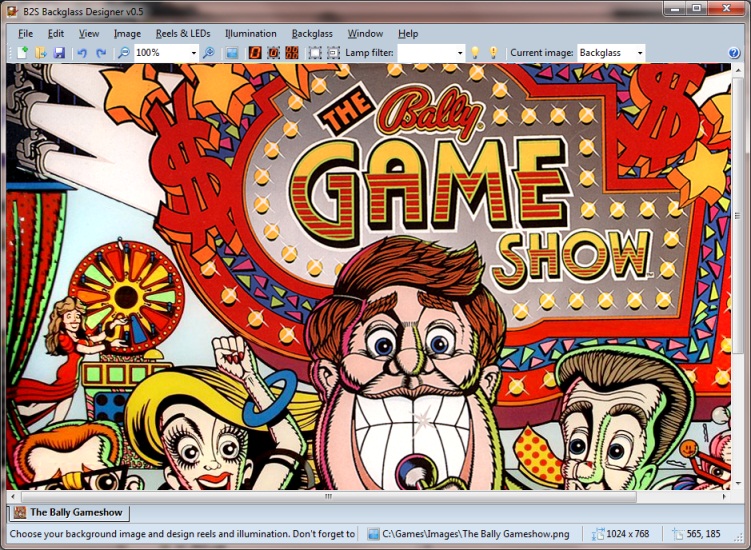 B2S Backglass Designer v0.5
File Edit View Image Reels & LEDs Illumination Backglass Window Help
100% Lamp filter: Current image: Backglass
THE Bally
GAME
SHOW
The Bally Gameshow
Choose your background image and design reels and illumination. Don't forget to C:\Games\Images\The Bally Gameshow.png 1024 x 768 565, 185